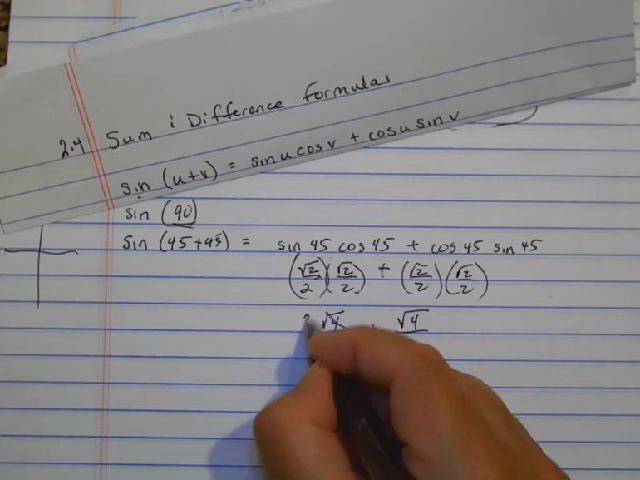 2.4 Sum & Difference Formulas
sin (u+v) = sin u cos v + cos u sin v
sin (90)
sin (45+45) = sin 45 cos 45 + cos 45 sin 45
(√2/2)(√2/2) + (√2/2)(√2/2)
√4 + √4